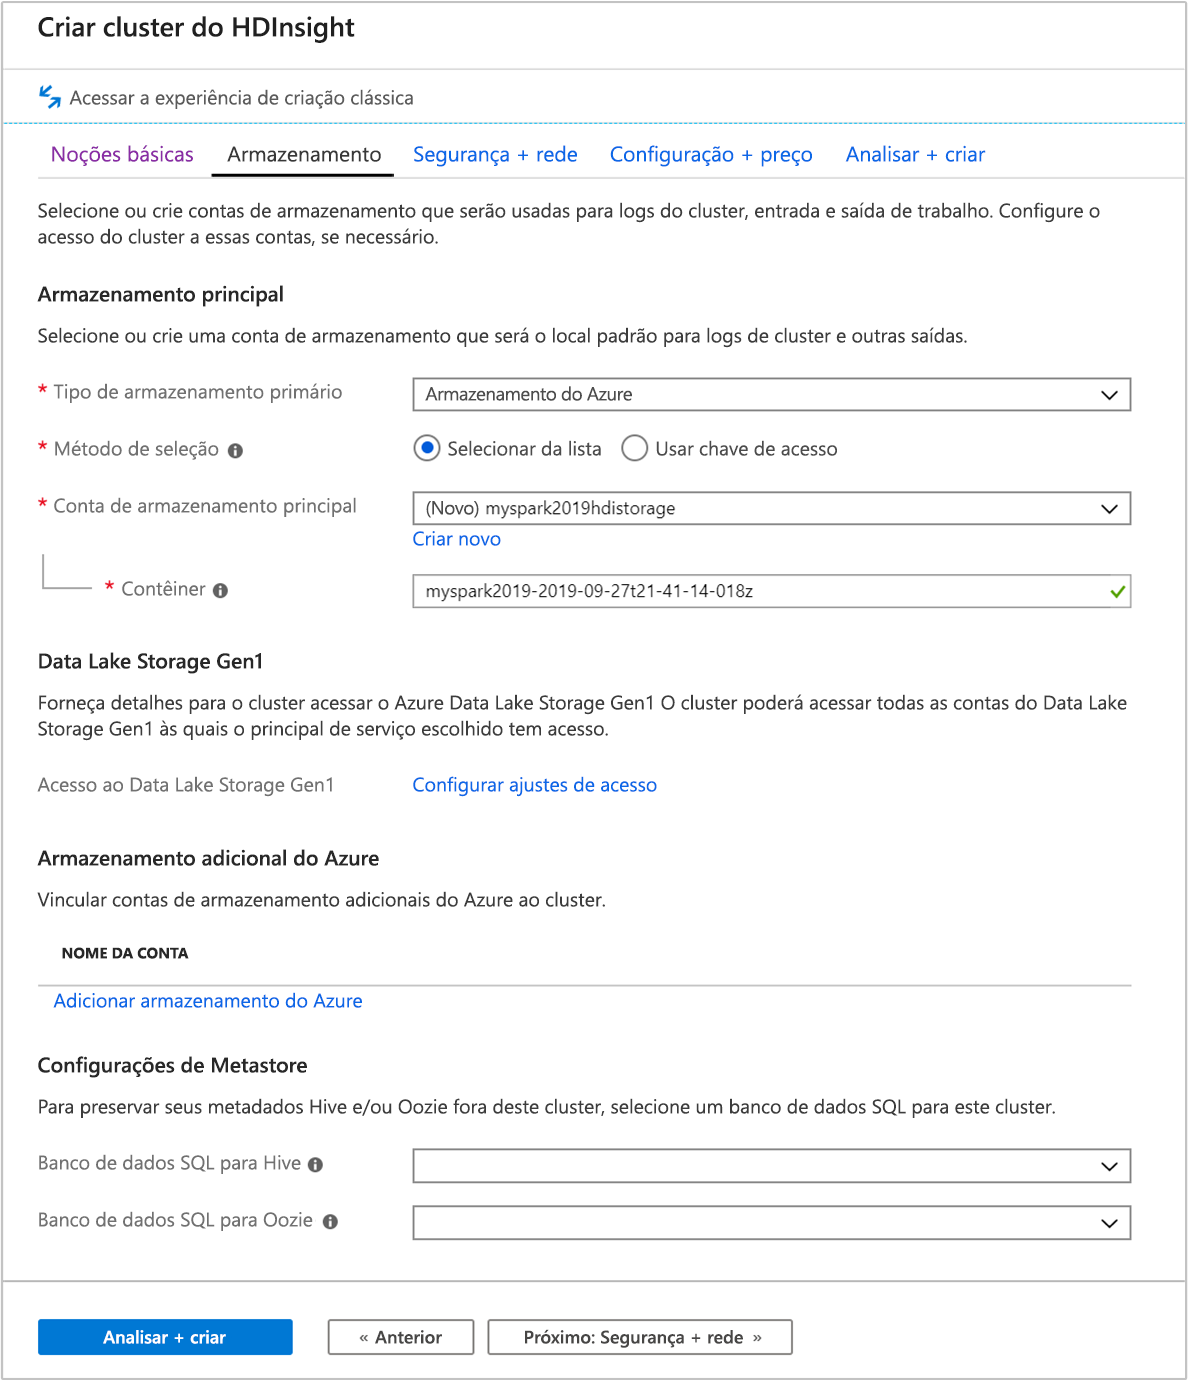 Criar cluster do HDInsight
Acessar a experiência de criação clássica
Noções básicas Armazenamento Segurança + rede Configuração + preço Analisar + criar
Selecione ou crie contas de armazenamento que serão usadas para logs do cluster, entrada e saída de trabalho. Configure o
acesso do cluster a essas contas, se necessário.
Armazenamento principal
Selecione ou crie uma conta de armazenamento que será o local padrão para logs de cluster e outras saídas.
* Tipo de armazenamento primário Armazenamento do Azure
* Método de seleção Selecionar da lista Usar chave de acesso
* Conta de armazenamento principal (Novo) myspark2019hdistorage
Criar novo
* Contêiner myspark2019-2019-09-27t21-41-14-018z
Data Lake Storage Gen1
Forneça detalhes para o cluster acessar o Azure Data Lake Storage Gen1 O cluster poderá acessar todas as contas do Data Lake
Storage Gen1 às quais o principal de serviço escolhido tem acesso.
Acesso ao Data Lake Storage Gen1 Configurar ajustes de acesso
Armazenamento adicional do Azure
Vincular contas de armazenamento adicionais do Azure ao cluster.
NOME DA CONTA
Adicionar armazenamento do Azure
Configurações de Metastore
Para preservar seus metadados Hive e/ou Oozie fora deste cluster, selecione um banco de dados SQL para este cluster.
Banco de dados SQL para Hive
Banco de dados SQL para Oozie
Analisar + criar « Anterior Próximo: Segurança + rede »